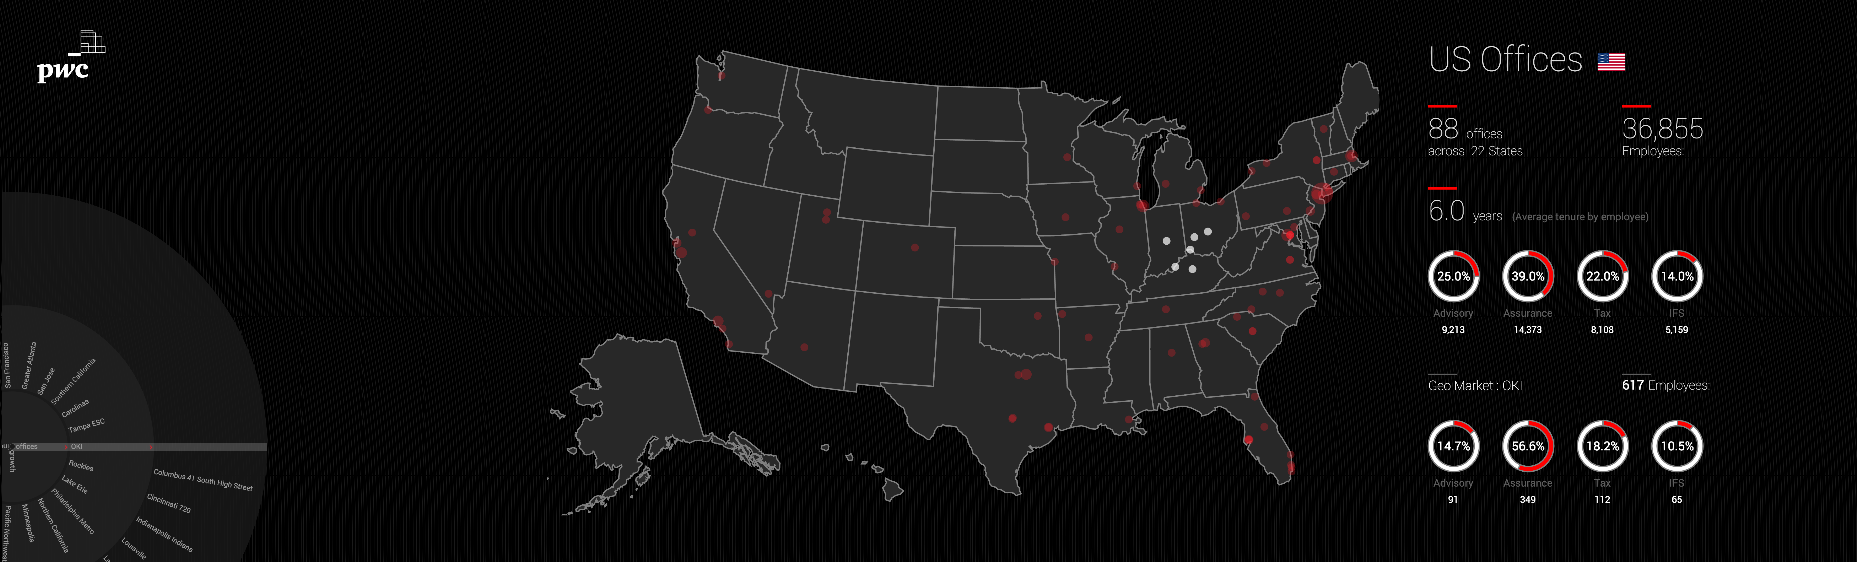 pwc
US Offices
88 offices
across 22 States
36,855
Employees:
6.0 years (Average tenure by employee)
25.0%
39.0%
22.0%
14.0%
Advisory
Assurance
Tax
IFS
9,213
14,373
8,108
5,159
Geo Market : OKI
617 Employees:
14.7%
56.6%
18.2%
10.5%
Advisory
Assurance
Tax
IFS
91
349
112
65
San Francisco
Greater Atlanta
San Jose
Southern California
Carolinas
Tampa ESC
offices
OKI
growth
Rockies
Lake Erie
Philadelphia Metro
Northern California
Minneapolis
Pacific Northwest
Columbus 41 South High Street
Cincinnati 720
Indianapolis Indiana
Louisville